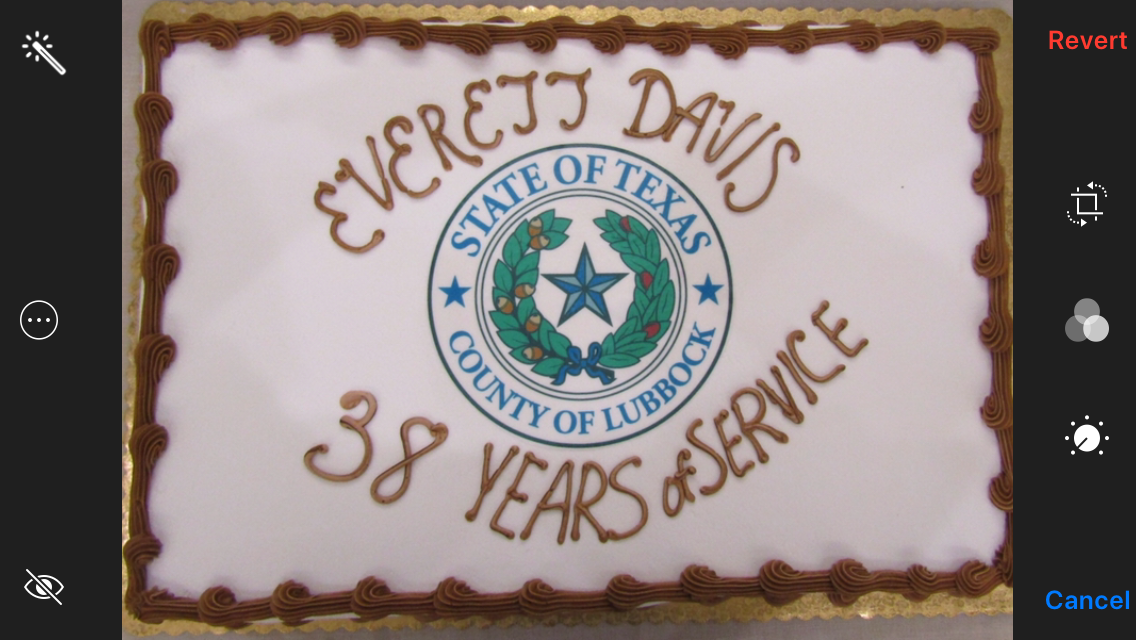 Revert
EVERETT DAVIS
STATE OF TEXAS
COUNTY OF LUBBOCK
38 YEARS of SERVICE
Cancel